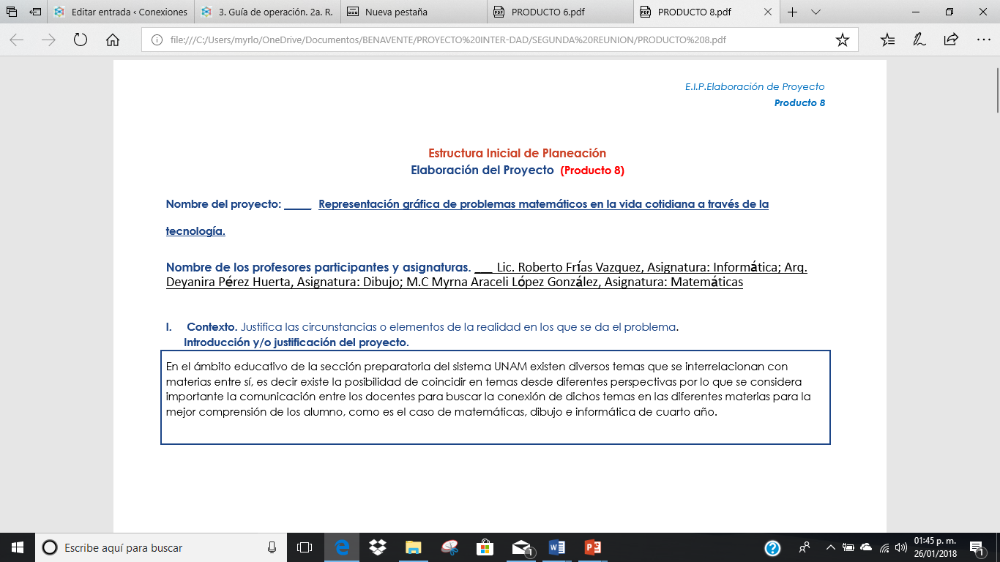 Editar entrada ‹ Conexiones
3. Guía de operación. 2a. R.
Nueva pestaña
PRODUCTO 6.pdf
PRODUCTO 8.pdf
file:///C:/Users/myrlo/OneDrive/Documentos/BENAVENTE/PROYECTO%20INTER-DAD/SEGUNDA%20REUNION/PRODUCTO%208.pdf
E.I.P.Elaboración de Proyecto
Producto 8
Estructura Inicial de Planeación
Elaboración del Proyecto (Producto 8)
Nombre del proyecto: _____ Representación gráfica de problemas matemáticos en la vida cotidiana a través de la
tecnología.
Nombre de los profesores participantes y asignaturas. ___ Lic. Roberto Frías Vazquez, Asignatura: Informática; Arq.
Deyanira Pérez Huerta, Asignatura: Dibujo; M.C Myrna Araceli López González, Asignatura: Matemáticas
I. Contexto. Justifica las circunstancias o elementos de la realidad en los que se da el problema.
Introducción y/o justificación del proyecto.
En el ámbito educativo de la sección preparatoria del sistema UNAM existen diversos temas que se interrelacionan con
materias entre sí, es decir existe la posibilidad de coincidir en temas desde diferentes perspectivas por lo que se considera
importante la comunicación entre los docentes para buscar la conexión de dichos temas en las diferentes materias para la
mejor comprensión de los alumno, como es el caso de matemáticas, dibujo e informática de cuarto año.
Escribe aquí para buscar
01:45 p. m.
26/01/2018